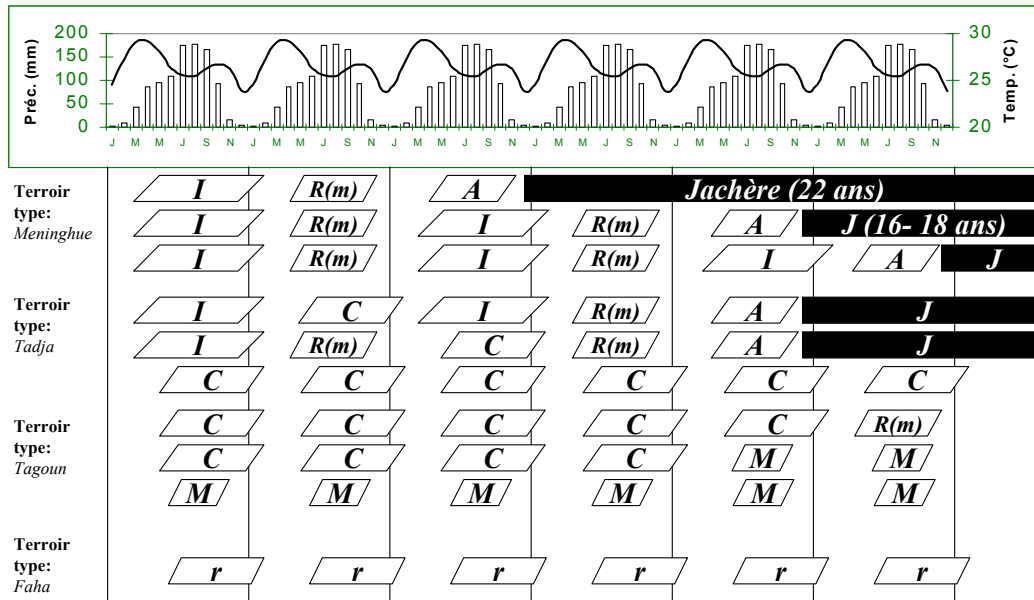 Préc. (mm)
200
150
100
50
0
30
25
20
Temp. (°C)
J M M J S N J M M J S N J M M J S N J M M J S N J M M J S N J M M J S N
Terroir
type:
Meninghue
I R(m) A Jachère (22 ans)
I R(m) I R(m) A J (16- 18 ans)
I R(m) I R(m) I A J
Terroir
type:
Tadja
I C I R(m) A J
I R(m) C R(m) A J
C C C C C C
Terroir
type:
Tagoun
C C C C C R(m)
C C C C M M
M M M M M M
Terroir
type:
Faha
r r r r r r